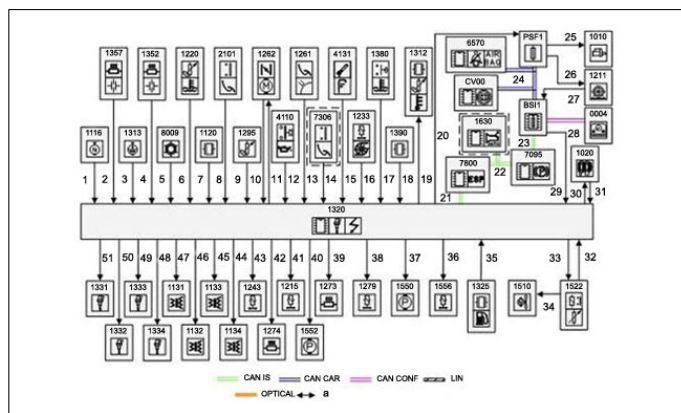 6570 PSF1 25 1010
1357 1352 1220 2101 1262 1261 4131 1380 1312
AIR
BAG
24 26 1211
CV00 27
BSI1 0004
4110 7306 1233 20 1630 28
1116 1313 8009 1120 1295 1390 23
22 1020
7800 7095
ESP
1 2 3 4 5 6 7 8 9 10 11 12 13 14 15 16 17 18 19 21 29 30 31
1320
51 50 49 48 47 46 45 44 43 42 41 40 39 38 37 36 35 33 32
1331 1333 1131 1133 1243 1215 1273 1279 1550 1556 1325 1510 1522
34
1332 1334 1132 1134 1274 1552
CAN IS CAN CAR CAN CONF LIN
OPTICAL a